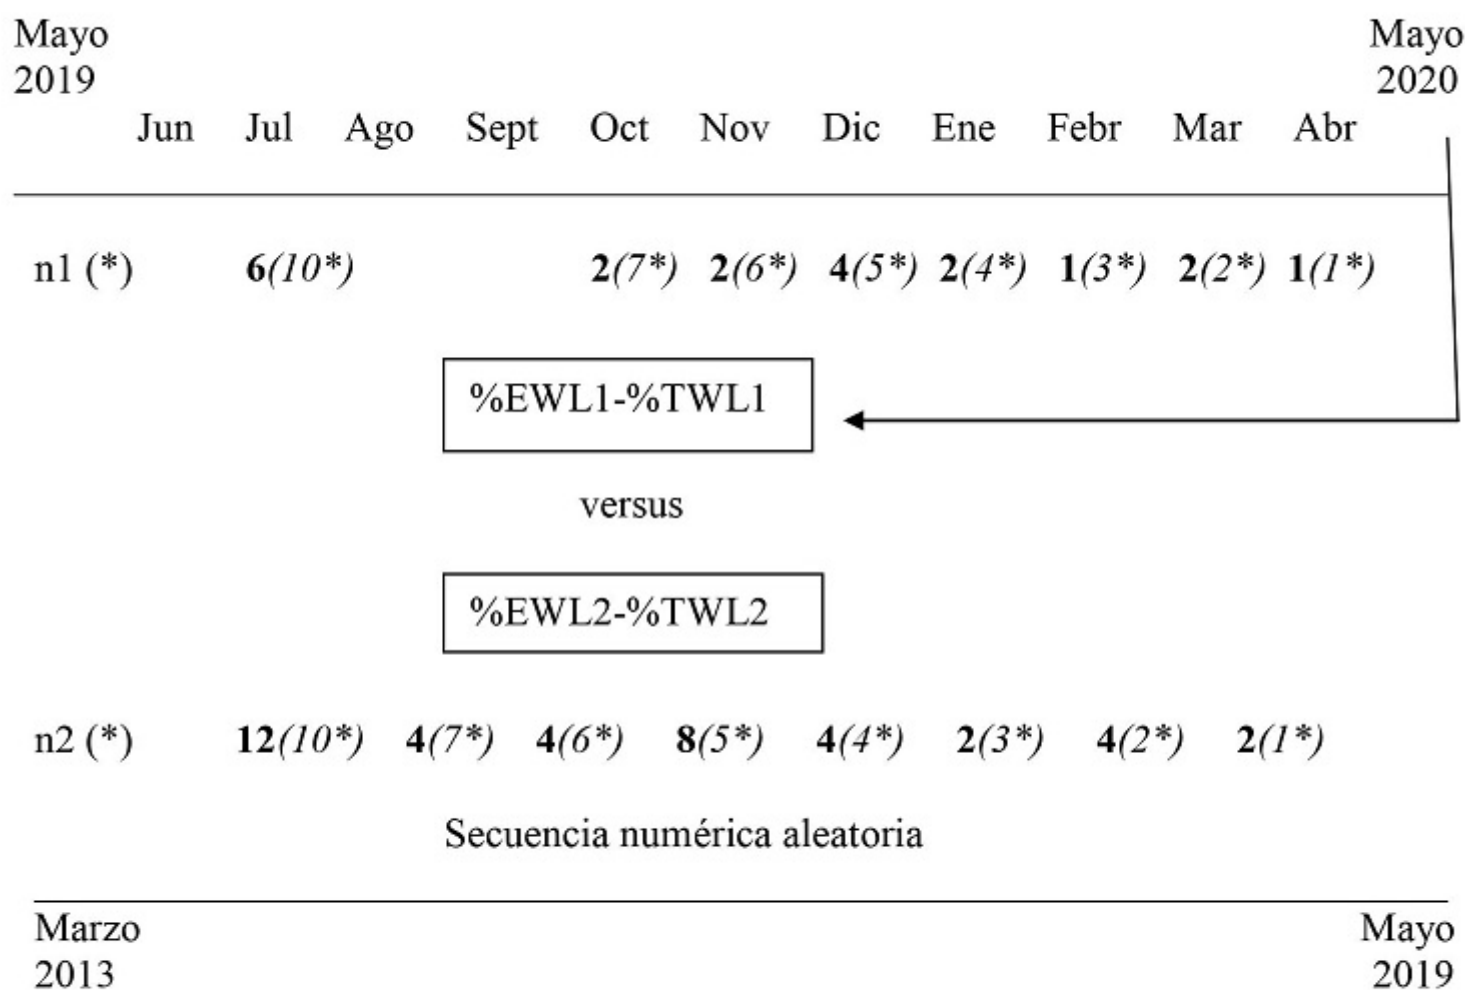 Mayo Mayo
2019 2020
Jun Jul Ago Sept Oct Nov Dic Ene Febr Mar Abr
n1 (*) 6(10*) 2(7*) 2(6*) 4(5*) 2(4*) 1(3*) 2(2*) 1(1*)
%EWL1-%TWL1
versus
%EWL2-%TWL2
n2 (*) 12(10*) 4(7*) 4(6*) 8(5*) 4(4*) 2(3*) 4(2*) 2(1*)
Secuencia numérica aleatoria
Marzo Mayo
2013 2019